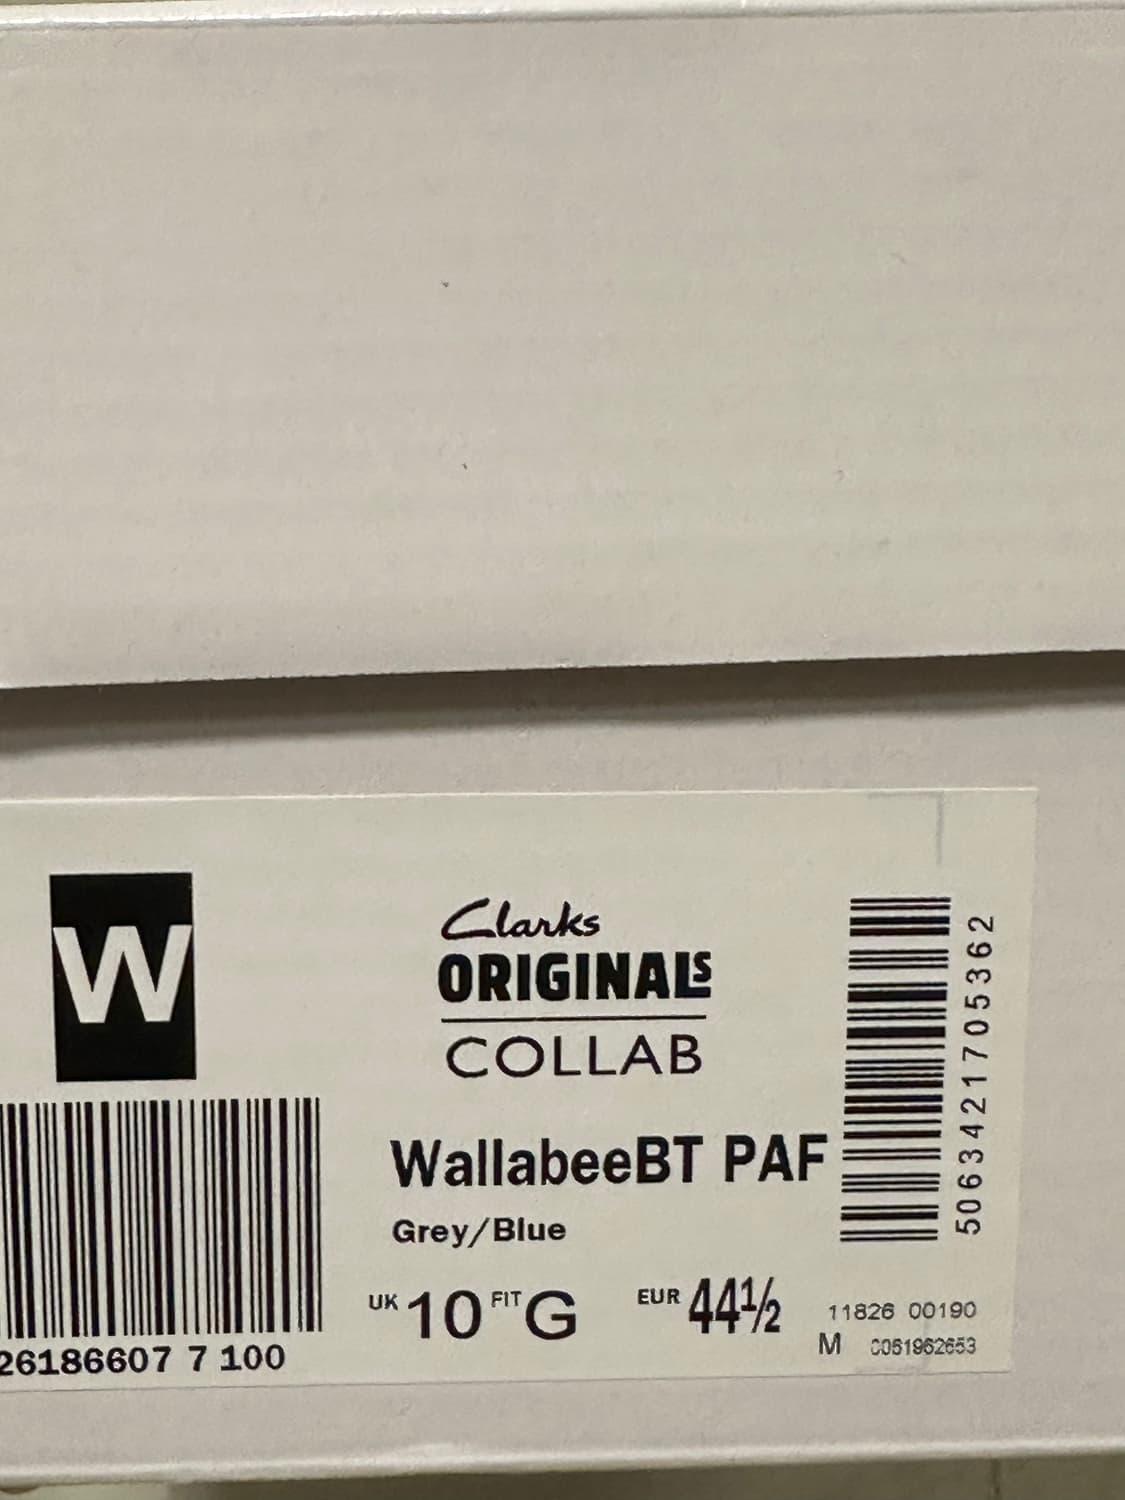 W
Clarks
ORIGINALS
COLLAB
WallabeeBT PAF
Grey/Blue
UK 10 FIT G EUR 44½
26186607 7 100
5063421705362
11826 00190
M 0061962653